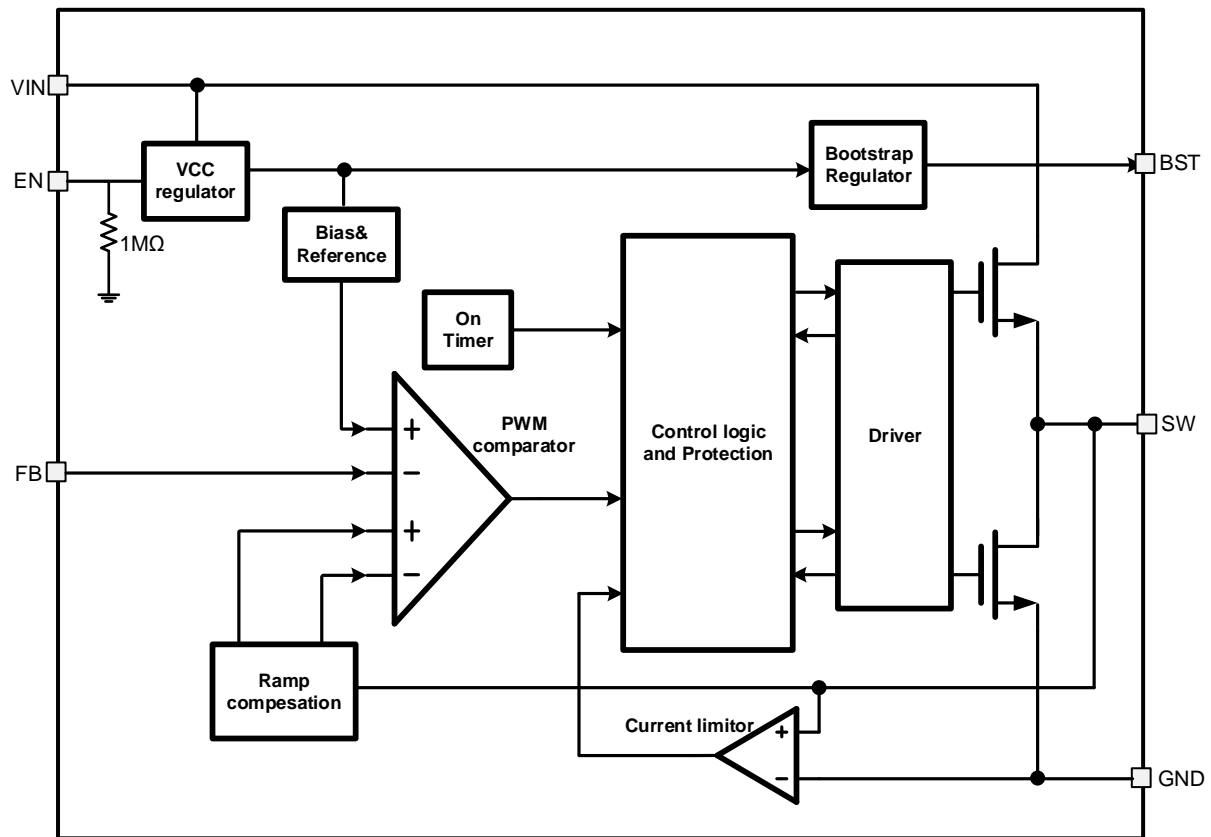 VIN
VCC
regulator
Bootstrap
Regulator
BST
EN
1MΩ
Bias&
Reference
On
Timer
PWM
comparator
+
−
+
−
Control logic
and Protection
Driver
SW
FB
Ramp
compesation
Current limitor
+
−
GND